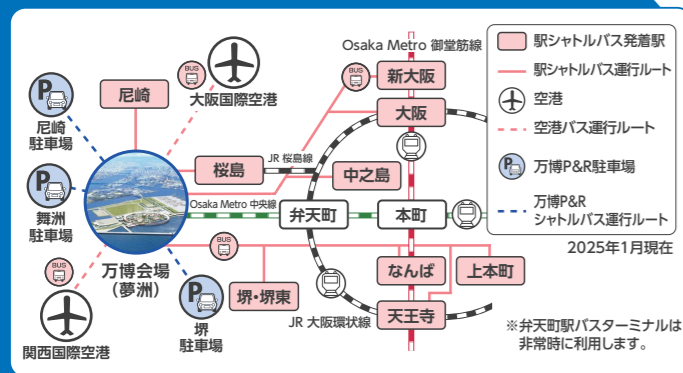 Osaka Metro 御堂筋線
BUS
大阪国際空港
BUS
新大阪
尼崎
大阪
P
尼崎
駐車場
桜島
JR 桜島線
中之島
P
舞洲
駐車場
Osaka Metro 中央線
弁天町
本町
万博会場
(夢洲)
BUS
BUS
なんば
上本町
堺・堺東
P
堺
駐車場
関西国際空港
JR 大阪環状線
天王寺
駅シャトルバス発着駅
駅シャトルバス運行ルート
空港
空港バス運行ルート
P
万博P&R駐車場
万博P&R
シャトルバス運行ルート
2025年1月現在
※弁天町駅バスターミナルは
非常時に利用します。